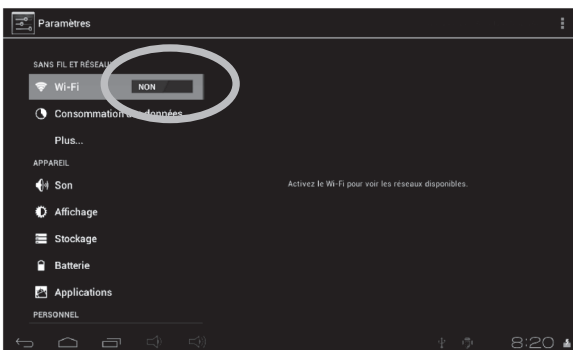 Paramètres
SANS FIL ET RÉSEAUX
Wi-Fi NON
Consommation des données
Plus...
APPAREIL
Son
Activez le Wi-Fi pour voir les réseaux disponibles.
Affichage
Stockage
Batterie
Applications
PERSONNEL
8:20